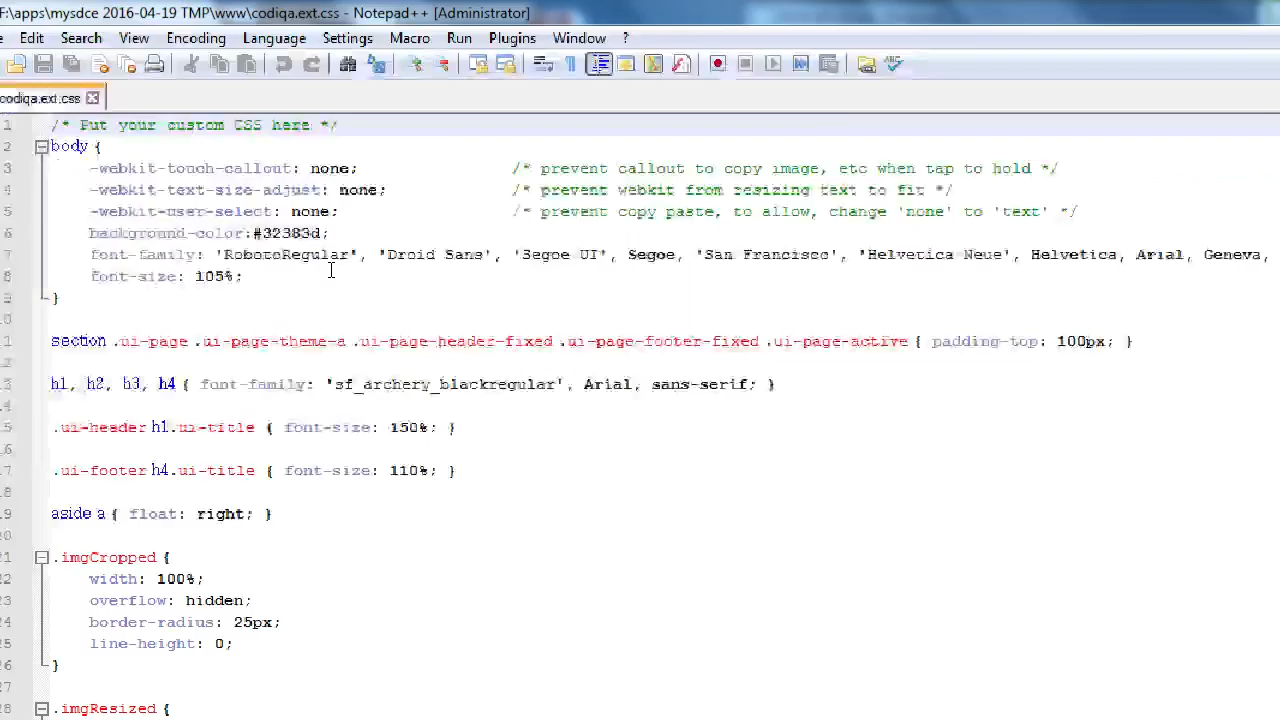 F:\apps\mysdce 2016-04-19 TMP\www\codiqa.ext.css - Notepad++ [Administrator]
Edit Search View Encoding Language Settings Macro Run Plugins Window ?
codiqa.ext.css
1 /* Put your custom CSS here */
2 body {
3 -webkit-touch-callout: none; /* prevent callout to copy image, etc when tap to hold */
4 -webkit-text-size-adjust: none; /* prevent webkit from resizing text to fit */
5 -webkit-user-select: none; /* prevent copy paste, to allow, change 'none' to 'text' */
6 background-color:#32383d;
7 font-family: 'RobotoRegular', 'Droid Sans', 'Segoe UI', Segoe, 'San Francisco', 'Helvetica Neue', Helvetica, Arial, Geneva,
8 font-size: 105%;
9 }
10
11 section .ui-page .ui-page-theme-a .ui-page-header-fixed .ui-page-footer-fixed .ui-page-active { padding-top: 100px; }
12
13 h1, h2, h3, h4 { font-family: 'sf_archery_blackregular', Arial, sans-serif; }
14
15 .ui-header h1.ui-title { font-size: 150%; }
16
17 .ui-footer h4.ui-title { font-size: 110%; }
18
19 aside a { float: right; }
20
21 .imgCropped {
22 width: 100%;
23 overflow: hidden;
24 border-radius: 25px;
25 line-height: 0;
26 }
27
28 .imgResized {